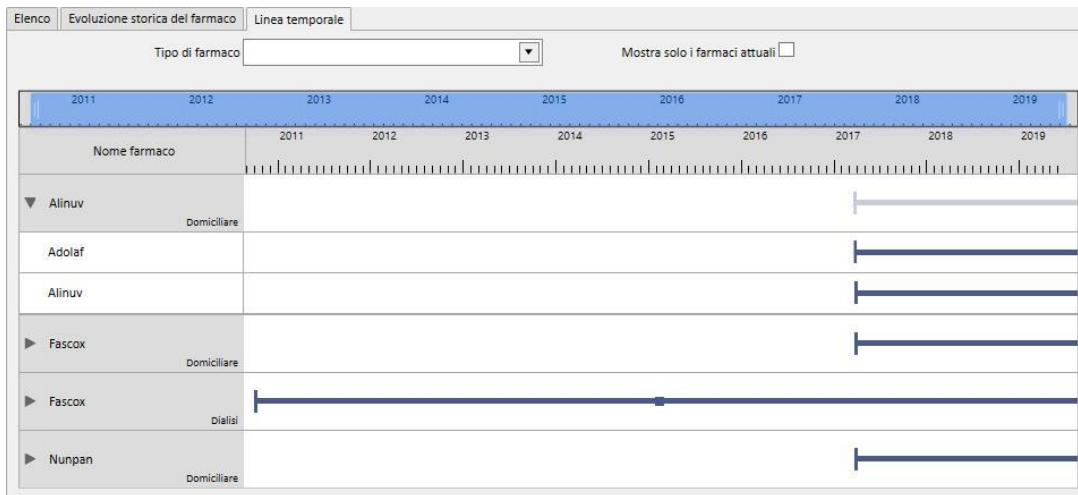 Elenco Evoluzione storica del farmaco Linea temporale
Tipo di farmaco Mostra solo i farmaci attuali
2011 2012 2013 2014 2015 2016 2017 2018 2019
Nome farmaco 2011 2012 2013 2014 2015 2016 2017 2018 2019
Alinuv
Domiciliare
Adolaf
Alinuv
Fascox
Domiciliare
Fascox
Dialisi
Nunpan
Domiciliare